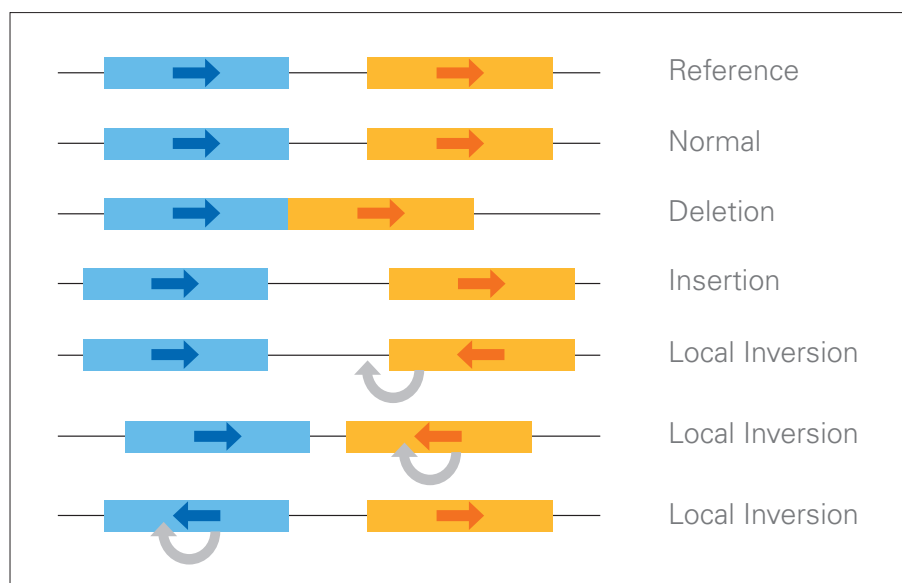 Reference
Normal
Deletion
Insertion
Local Inversion
Local Inversion
Local Inversion